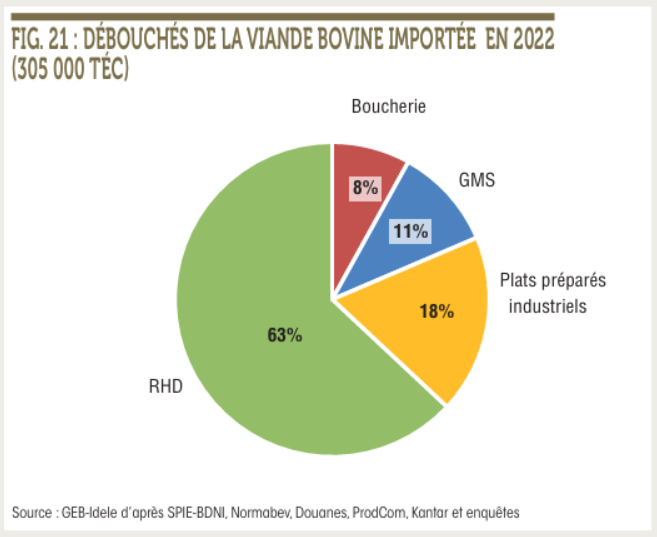 FIG. 21 : DÉBOUCHÉS DE LA VIANDE BOVINE IMPORTÉE EN 2022
(305 000 TÉC)
Boucherie
8%
GMS
11%
Plats préparés
industriels
18%
63%
RHD
Source : GEB-Idele d'après SPIE-BDNI, Normabev, Douanes, ProdCom, Kantar et enquêtes